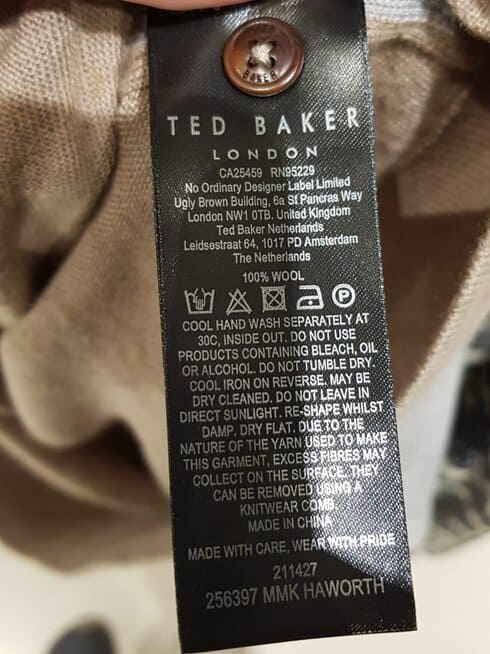 BAKER
TED BAKER
LONDON
CA25459 RN95229
No Ordinary Designer Label Limited
Ugly Brown Building, 6a St Pancras Way
London NW1 0TB. United Kingdom
Ted Baker Netherlands
Leidsestraat 64, 1017 PD Amsterdam
The Netherlands
100% WOOL
P
COOL HAND WASH SEPARATELY AT
30C, INSIDE OUT. DO NOT USE
PRODUCTS CONTAINING BLEACH, OIL
OR ALCOHOL. DO NOT TUMBLE DRY.
COOL IRON ON REVERSE. MAY BE
DRY CLEANED. DO NOT LEAVE IN
DIRECT SUNLIGHT. RE-SHAPE WHILST
DAMP. DRY FLAT. DUE TO THE
NATURE OF THE YARN USED TO MAKE
THIS GARMENT, EXCESS FIBRES MAY
COLLECT ON THE SURFACE. THEY
CAN BE REMOVED USING A
KNITWEAR COMB.
MADE IN CHINA
MADE WITH CARE, WEAR WITH PRIDE
211427
256397 MMK HAWORTH